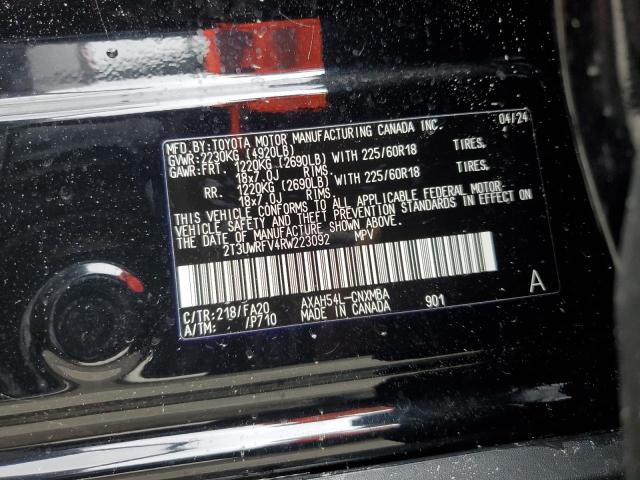 MFD. BY: TOYOTA MOTOR MANUFACTURING CANADA INC. 04/24
GVWR: 2230KG (4920LB)
GAWR: FRT. 1220KG (2690LB) WITH 225/60R18 TIRES.
18x7.0J RIMS
RR. 1220KG (2690LB) WITH 225/60R18 TIRES.
18x7.0J RIMS
THIS VEHICLE CONFORMS TO ALL APPLICABLE FEDERAL MOTOR
VEHICLE SAFETY AND THEFT PREVENTION STANDARDS IN EFFECT ON
THE DATE OF MANUFACTURE SHOWN ABOVE.
2T3UWRFV4RW223092 MPV
C/TR: 218/FA20 AXAH54L-CNXMBA A
A/TM: /P710 MADE IN CANADA 901